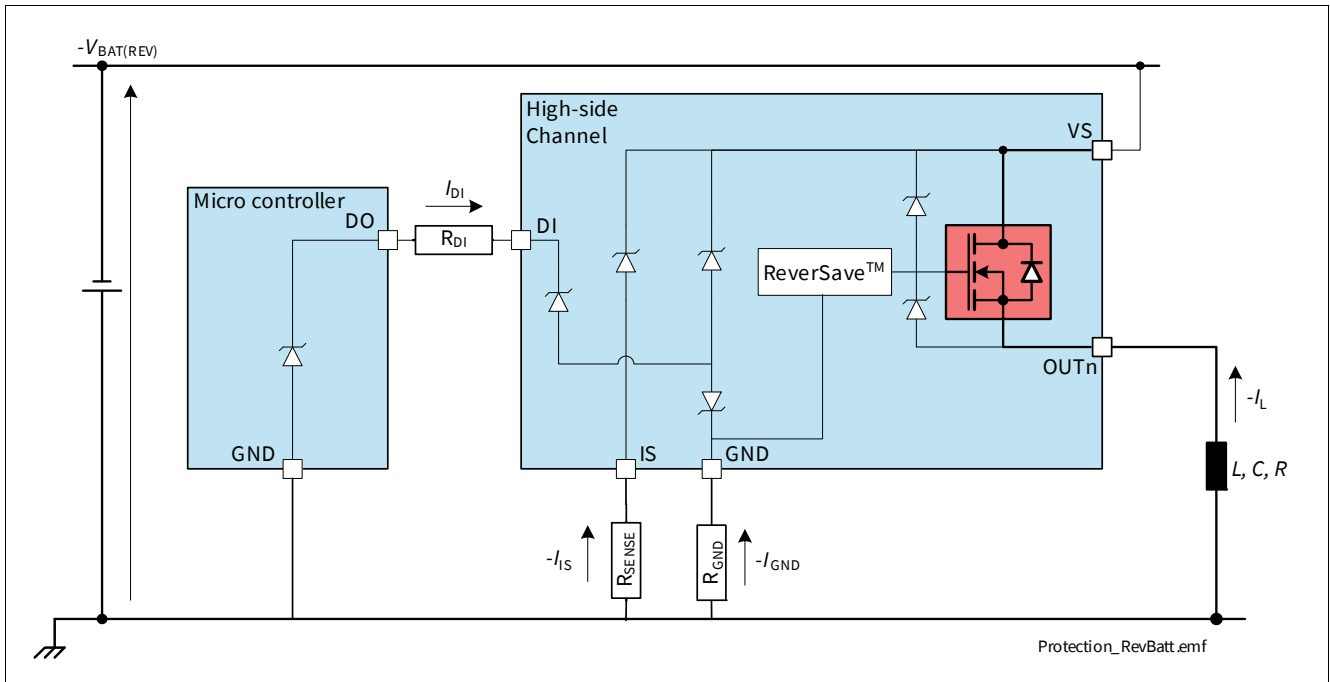 -VBAT(REV)
High-side
Channel
VS
Micro controller
DO
IDI
RDI
DI
ReverSave™
OUTn
-IL
GND
IS
GND
L, C, R
-IIS
RSENSE
RGND
-IGND
Protection_RevBatt.emf